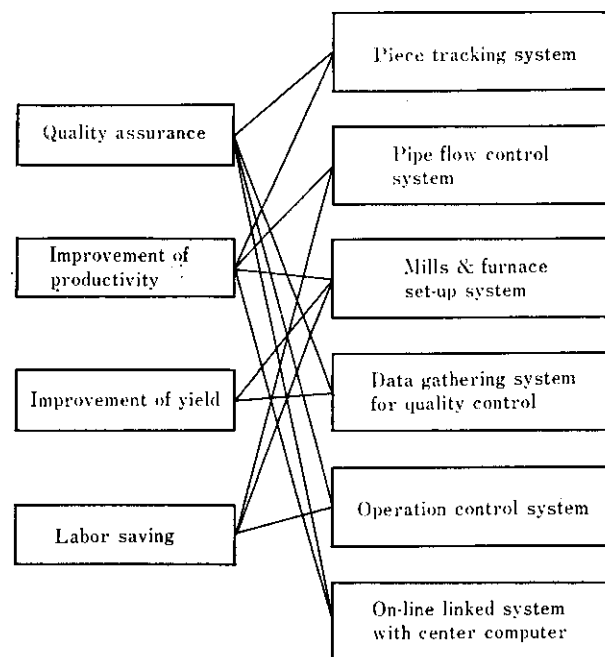 Quality assurance
Improvement of
productivity
Improvement of yield
Labor saving
Piece tracking system
Pipe flow control
system
Mills & furnace
set-up system
Data gathering system
for quality control
Operation control system
On-line linked system
with center computer